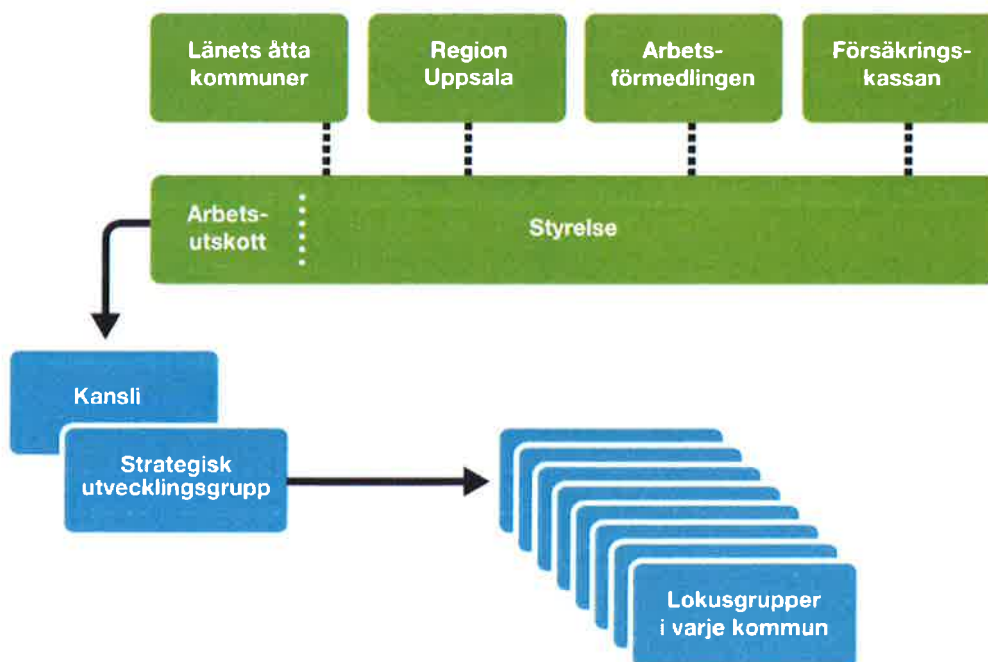 Länets åtta
kommuner
Region
Uppsala
Arbets-
förmedlingen
Försäkrings-
kassan
Arbets-
utskott
Styrelse
Kansli
Strategisk
utvecklingsgrupp
Lokusgrupper
i varje kommun